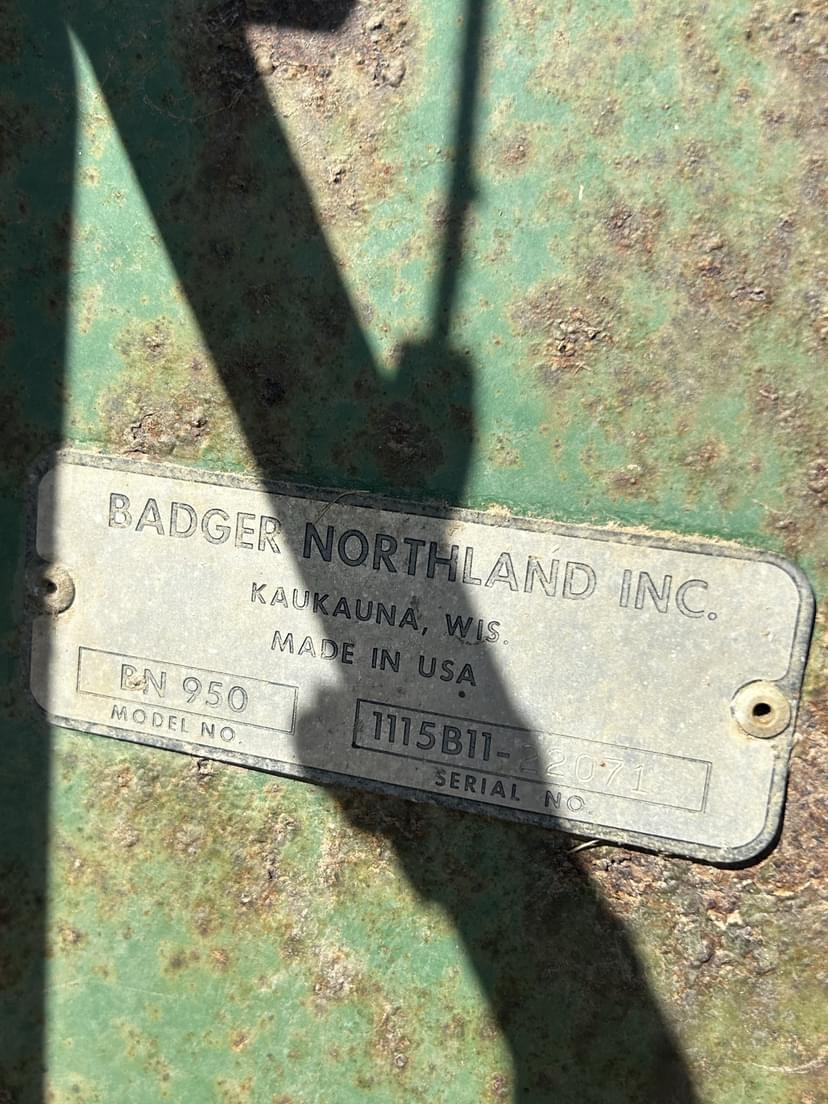 BADGER NORTHLAND INC.
KAUKAUNA, WIS.
MADE IN USA
BN 950
MODEL NO.
1115B11-22071
SERIAL NO.